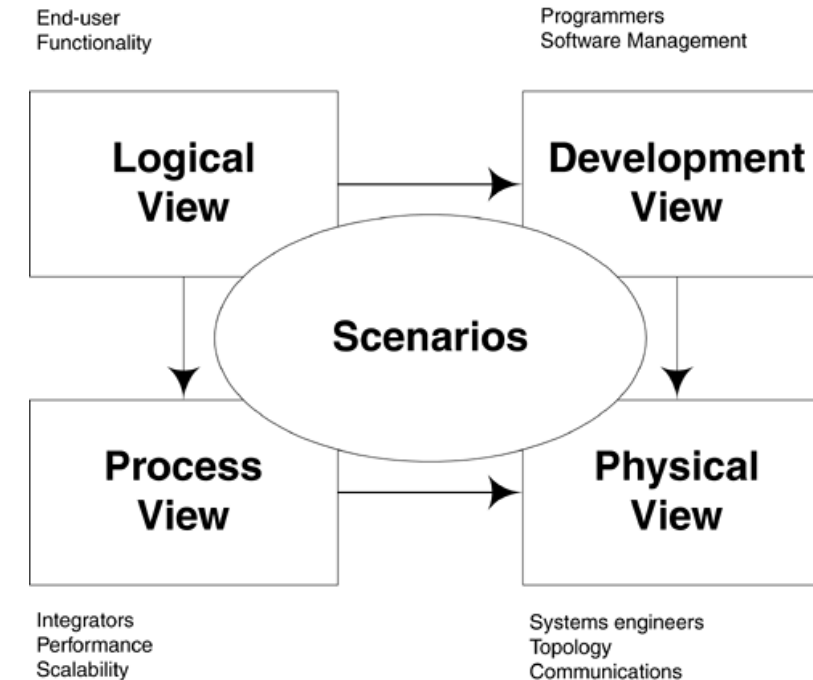 End-user
Functionality
Programmers
Software Management
Logical
View
Development
View
Scenarios
Process
View
Physical
View
Integrators
Performance
Scalability
Systems engineers
Topology
Communications